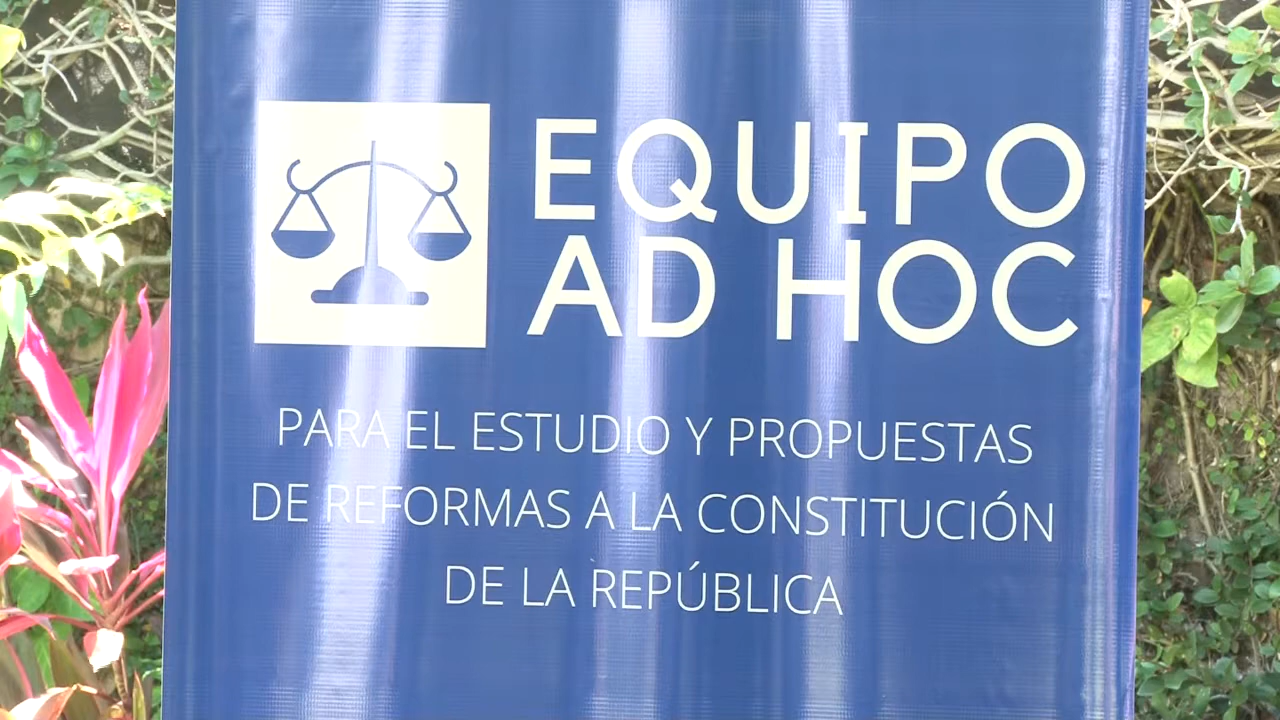 EQUIPO
AD HOC
PARA EL ESTUDIO Y PROPUESTAS
DE REFORMAS A LA CONSTITUCIÓN
DE LA REPÚBLICA